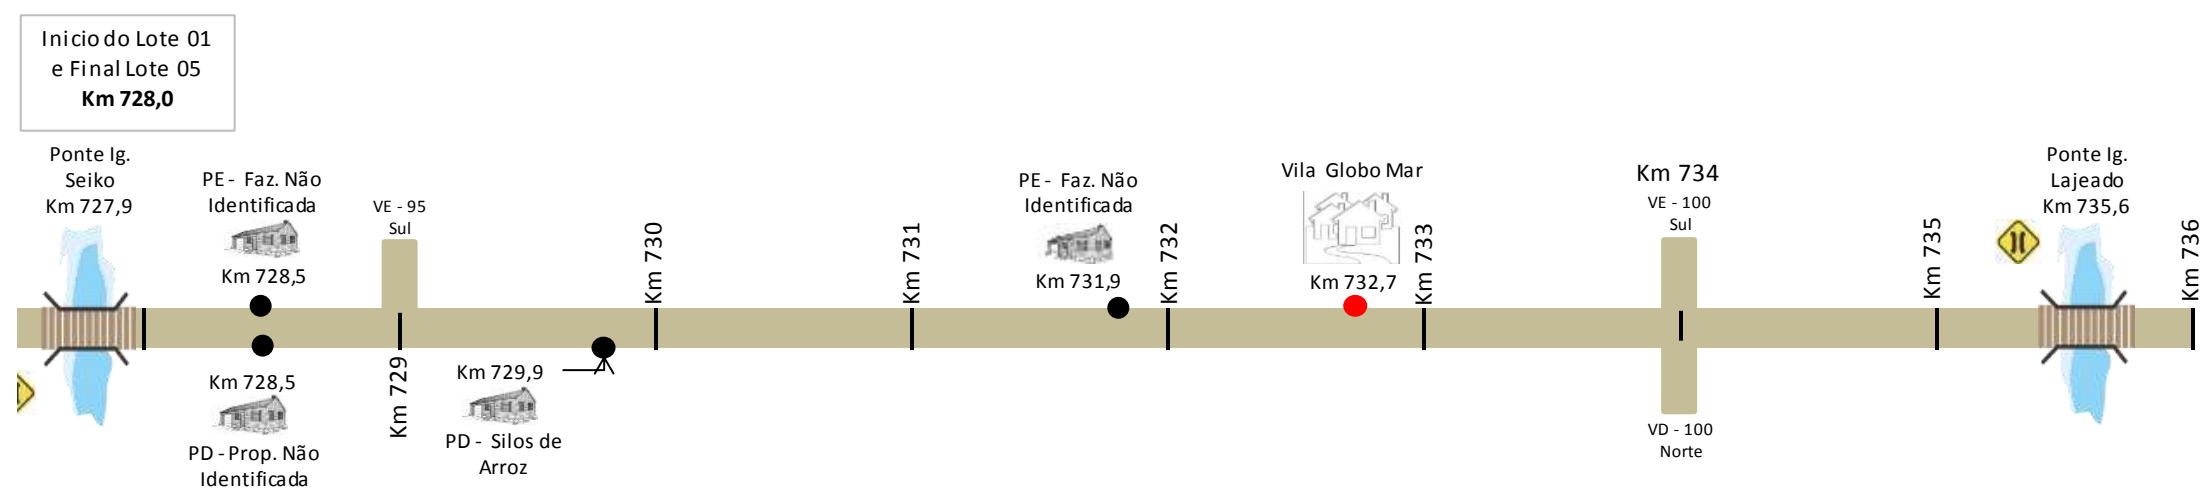 Inicio do Lote 01
e Final Lote 05
Km 728,0
Ponte Ig.
Seiko
Km 727,9
PE - Faz. Não
Identificada
Km 728,5
Km 728,5
PD - Prop. Não
Identificada
VE - 95
Sul
Km 729
Km 729,9
PD - Silos de
Arroz
Km 730
Km 731
PE - Faz. Não
Identificada
Km 731,9
Km 732
Vila Globo Mar
Km 732,7
Km 733
Km 734
VE - 100
Sul
VD - 100
Norte
Km 735
Ponte Ig.
Lajeado
Km 735,6
Km 736